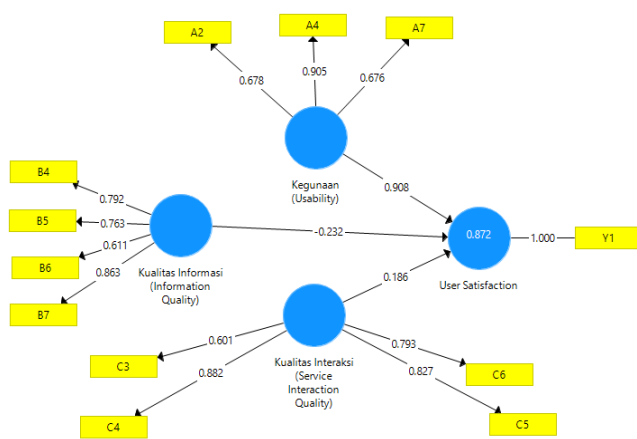 A2
A4
A7
0.678
0.905
0.676
Kegunaan
(Usability)
B4
B5
B6
B7
0.792
0.763
0.611
0.863
Kualitas Informasi
(Information
Quality)
0.908
-0.232
0.186
0.872
User Satisfaction
1.000
Y1
Kualitas Interaksi
(Service
Interaction
Quality)
0.601
0.882
0.793
0.827
C3
C4
C6
C5